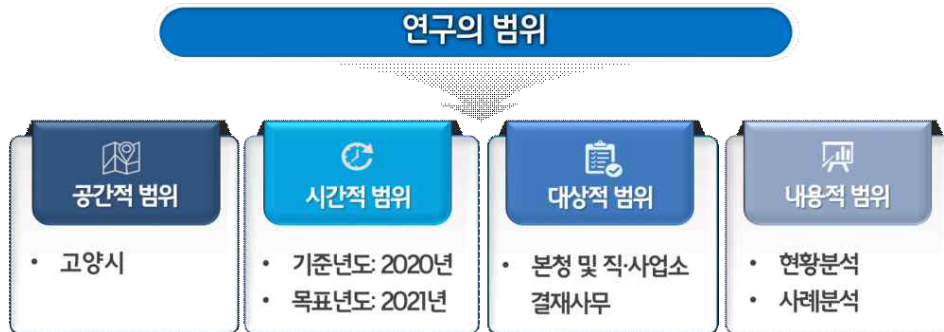 연구의 범위
공간적 범위
• 고양시
시간적 범위
• 기준년도: 2020년
• 목표년도: 2021년
대상적 범위
• 본청 및 직·사업소
결재사무
내용적 범위
• 현황분석
• 사례분석